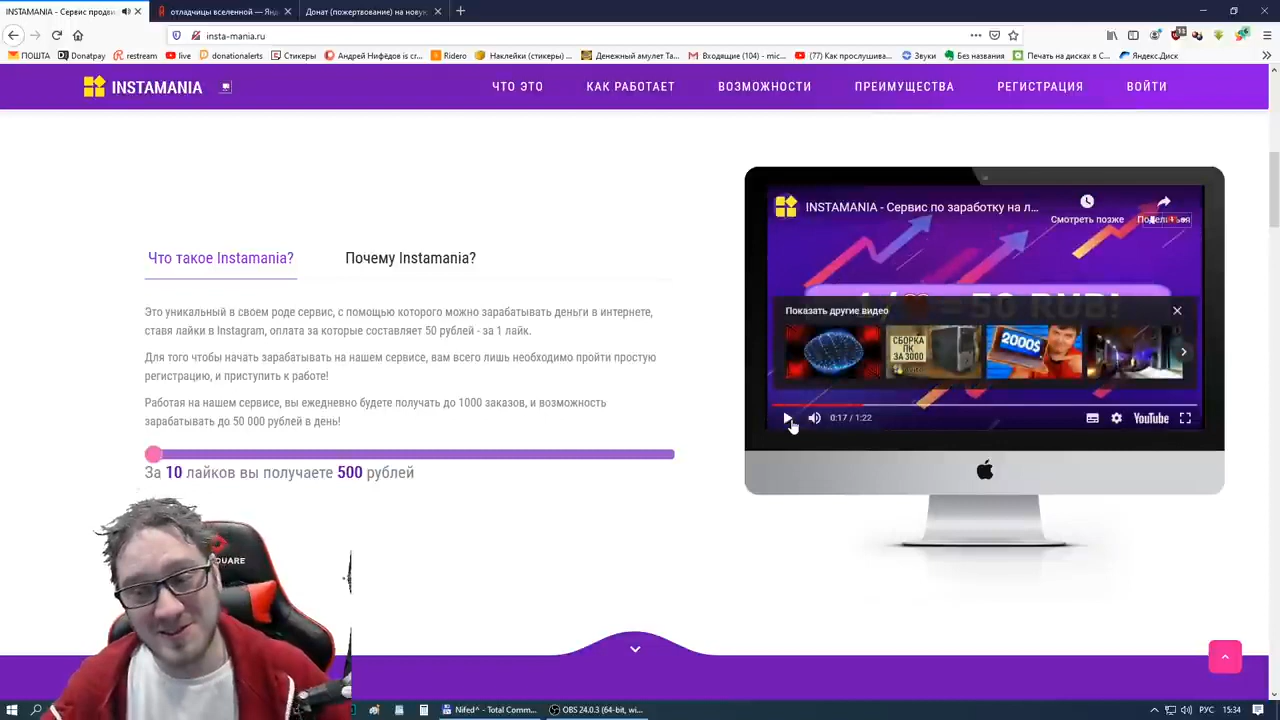 INSTAMANIA - Сервис продви
отладчицы вселенной — Янд
Донат (пожертвование) на новую
insta-mania.ru
ПОЧТА
Donatpay
restream
donationalerts
Стикеры
Андрей Нифёдов is cr...
Ridero
Наклейки (стикеры) ...
Денежный амулет Та...
Входящие (104) - mic...
(77) Как прослушива...
Звуки
Без названия
Печать на дисках в С...
Яндекс.Диск
INSTAMANIA
ЧТО ЭТО
КАК РАБОТАЕТ
ВОЗМОЖНОСТИ
ПРЕИМУЩЕСТВА
РЕГИСТРАЦИЯ
ВОЙТИ
Что такое Instamania?
Почему Instamania?
Это уникальный в своем роде сервис, с помощью которого можно зарабатывать деньги в интернете,
ставя лайки в Instagram, оплата за которые составляет 50 рублей - за 1 лайк.
Для того чтобы начать зарабатывать на нашем сервисе, вам всего лишь необходимо пройти простую
регистрацию, и приступить к работе!
Работая на нашем сервисе, вы ежедневно будете получать до 1000 заказов, и возможность
зарабатывать до 50 000 рублей в день!
За 10 лайков вы получаете 500 рублей
INSTAMANIA - Сервис по заработку на л...
Смотреть позже
Показать другие видео
СБОРКА
ПК
ЗА 3000
2000$
0:17 / 1:22
YouTube
Nifed^ - Total Comm...
OBS 24.0.3 (64-bit, wi...
РУС
15:34